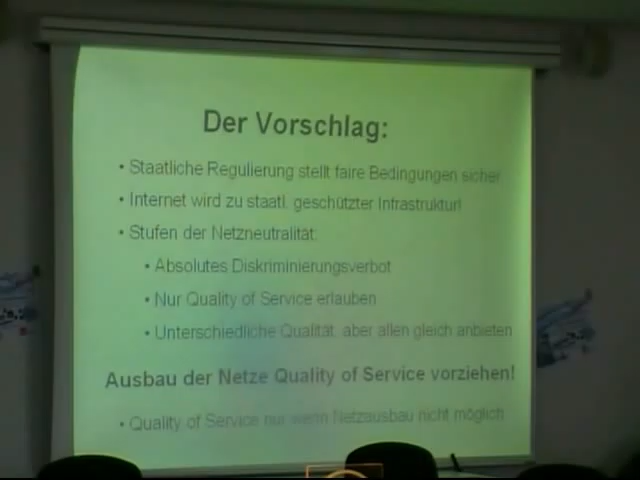 Der Vorschlag:
• Staatliche Regulierung stellt faire Bedingungen sicher
• Internet wird zu staatl. geschützter Infrastruktur!
• Stufen der Netzneutralität:
• Absolutes Diskriminierungsverbot
• Nur Quality of Service erlauben
• Unterschiedliche Qualität, aber allen gleich anbieten
Ausbau der Netze Quality of Service vorziehen!
• Quality of Service nur wenn Netzausbau nicht möglich